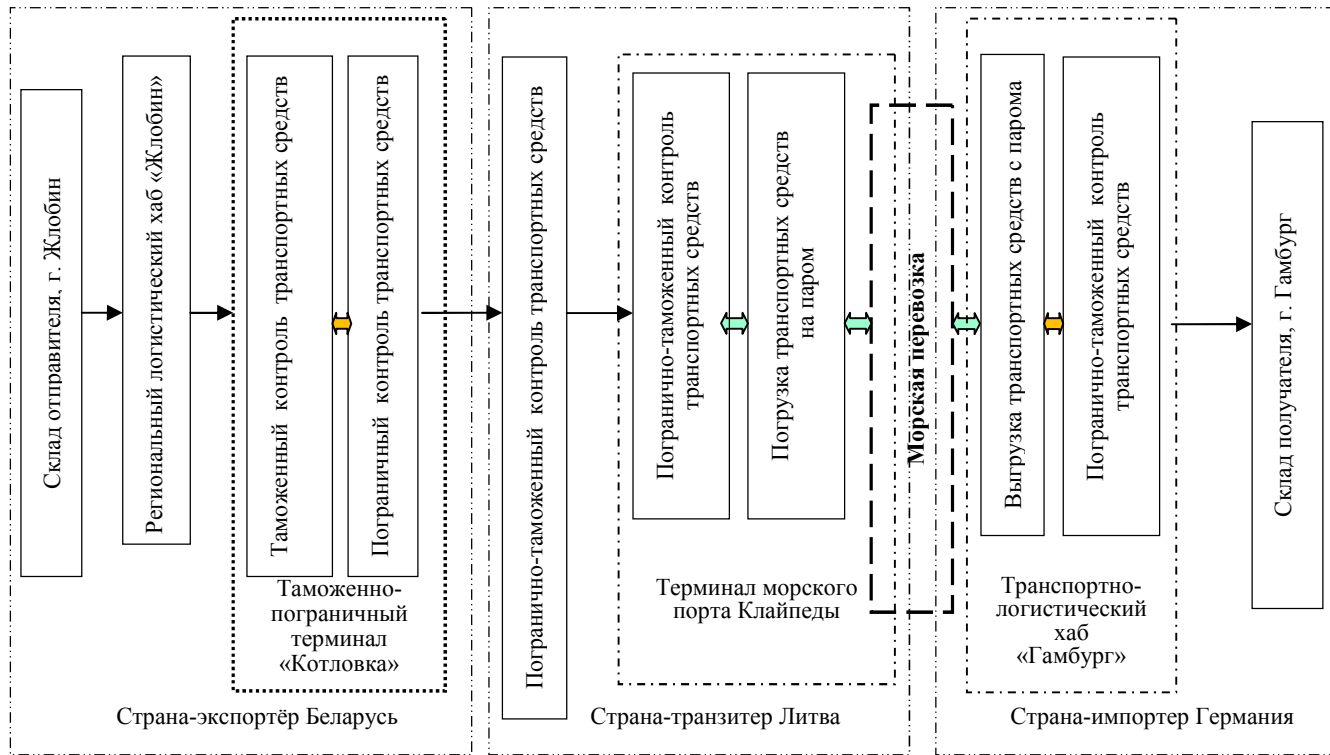 Склад отправителя, г. Жлобин
Региональный логистический хаб «Жлобин»
Таможенный контроль транспортных средств
Пограничный контроль транспортных средств
Таможенно-
пограничный
терминал
«Котловка»
Страна-экспортёр Беларусь
Погранично-таможенный контроль транспортных средств
Погранично-таможенный контроль
транспортных средств
Погрузка транспортных средств
на паром
Терминал морского
порта Клайпеды
Страна-транзитер Литва
Морская перевозка
Выгрузка транспортных средств с парома
Погранично-таможенный контроль
транспортных средств
Транспортно-
логистический
хаб
«Гамбург»
Склад получателя, г. Гамбург
Страна-импортер Германия